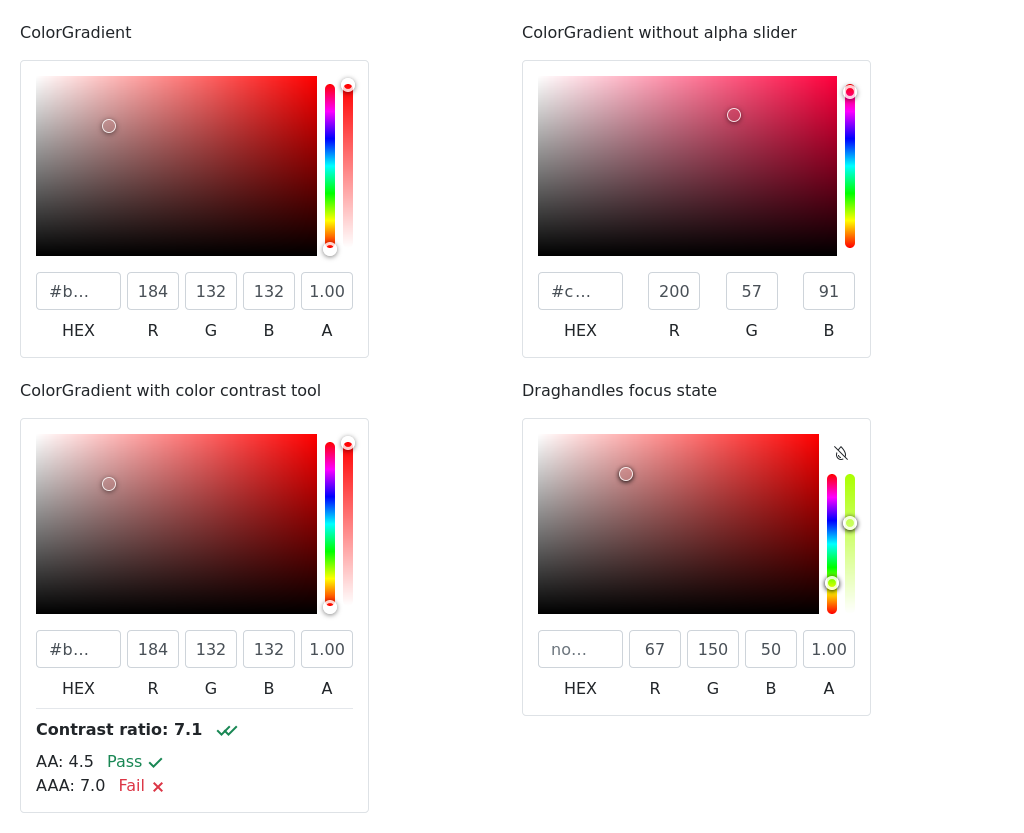 ColorGradient
#b...
184
132
132
1.00
HEX
R
G
B
A
ColorGradient without alpha slider
#c...
200
57
91
HEX
R
G
B
ColorGradient with color contrast tool
#b...
184
132
132
1.00
HEX
R
G
B
A
Contrast ratio: 7.1
AA: 4.5 Pass
AAA: 7.0 Fail
Draghandles focus state
no...
67
150
50
1.00
HEX
R
G
B
A